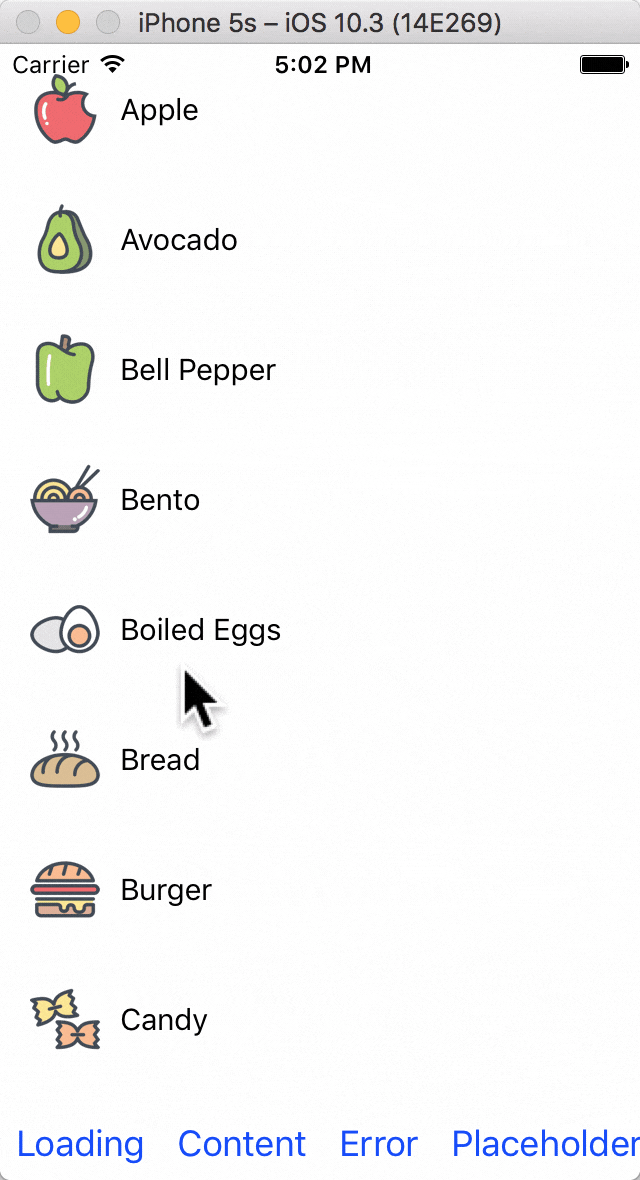 iPhone 5s – iOS 10.3 (14E269)
Carrier 5:02 PM
Apple
Avocado
Bell Pepper
Bento
Boiled Eggs
Bread
Burger
Candy
Loading Content Error Placeholder